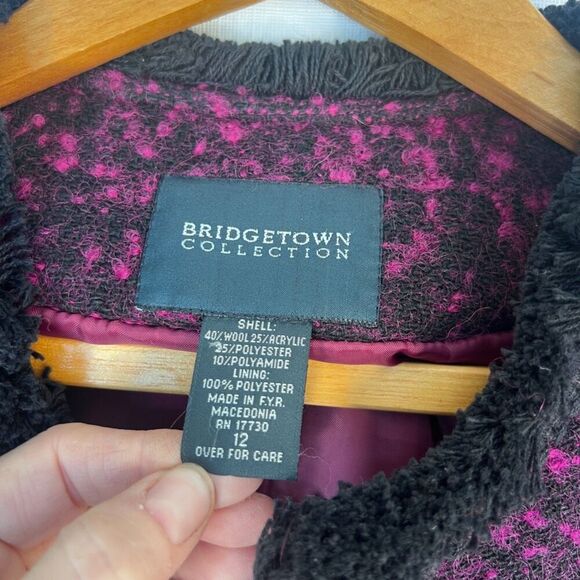 BRIDGETOWN
COLLECTION
SHELL:
40%WOOL 25%ACRYLIC
25%POLYESTER
10%POLYAMIDE
LINING:
100%POLYESTER
MADE IN F.Y.R.
MACEDONIA
RN 17730
12
OVER FOR CARE